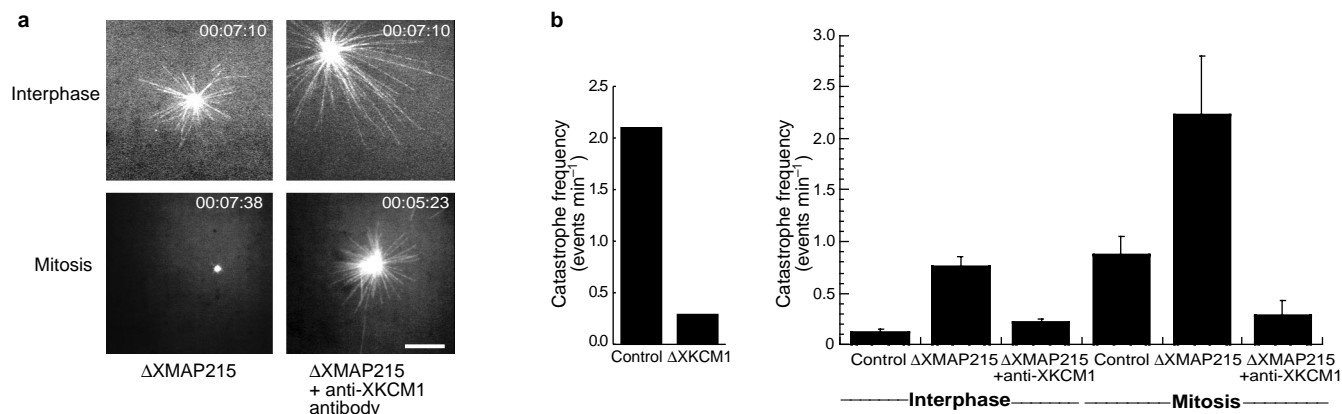 a
00:07:10
00:07:10
Interphase
00:07:38
00:05:23
Mitosis
ΔXMAP215
ΔXMAP215
+ anti-XKCM1
antibody
b
Catastrophe frequency
(events min⁻¹)
2.5
2.0
1.5
1.0
0.5
0.0
Control ΔXKCM1
Catastrophe frequency
(events min⁻¹)
3.0
2.5
2.0
1.5
1.0
0.5
0
Control ΔXMAP215 ΔXMAP215 Control ΔXMAP215 ΔXMAP215
+anti-XKCM1 +anti-XKCM1
Interphase Mitosis